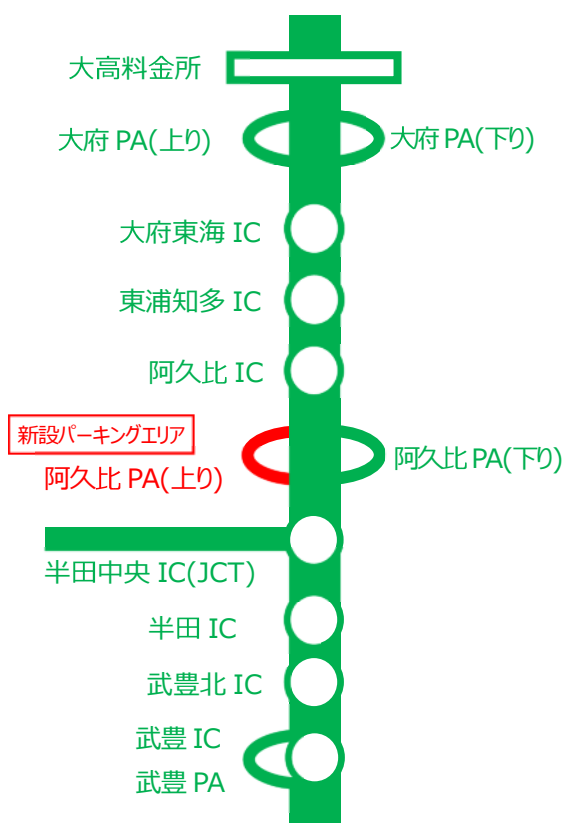 大高料金所
大府 PA(上り)
大府 PA(下り)
大府東海 IC
東浦知多 IC
阿久比 IC
新設パーキングエリア
阿久比 PA(上り)
阿久比 PA(下り)
半田中央 IC(JCT)
半田 IC
武豊北 IC
武豊 IC
武豊 PA